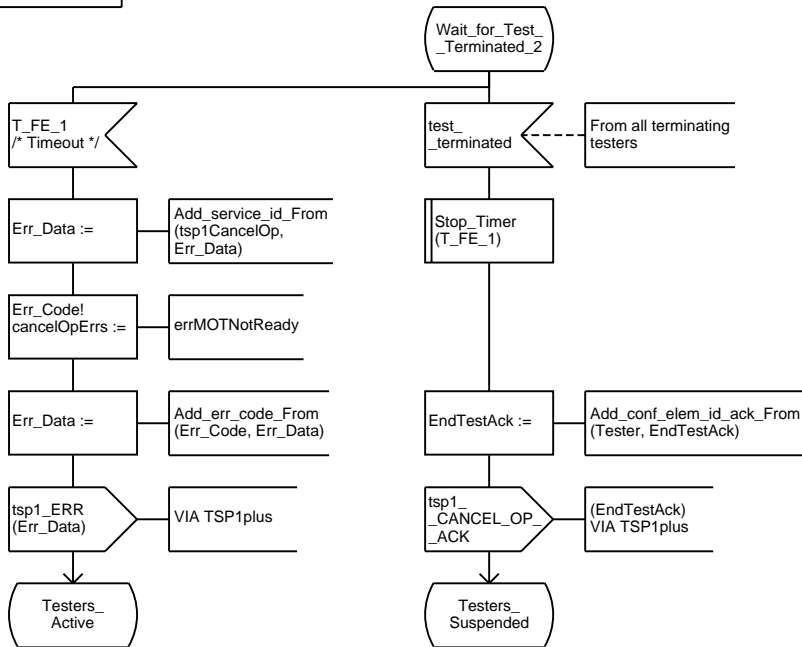 Wait_for_Test_
_Terminated_2
T_FE_1
/* Timeout */
test_
_terminated
From all terminating
testers
Err_Data :=
Add_service_id_From
(tsp1CancelOp,
Err_Data)
Stop_Timer
(T_FE_1)
Err_Code!
cancelOpErrs :=
errMOTNotReady
Err_Data :=
Add_err_code_From
(Err_Code, Err_Data)
EndTestAck :=
Add_conf_elem_id_ack_From
(Tester, EndTestAck)
tsp1_ERR
(Err_Data)
VIA TSP1plus
tsp1_
_CANCEL_OP_
_ACK
(EndTestAck)
VIA TSP1plus
Testers_
Active
Testers_
Suspended